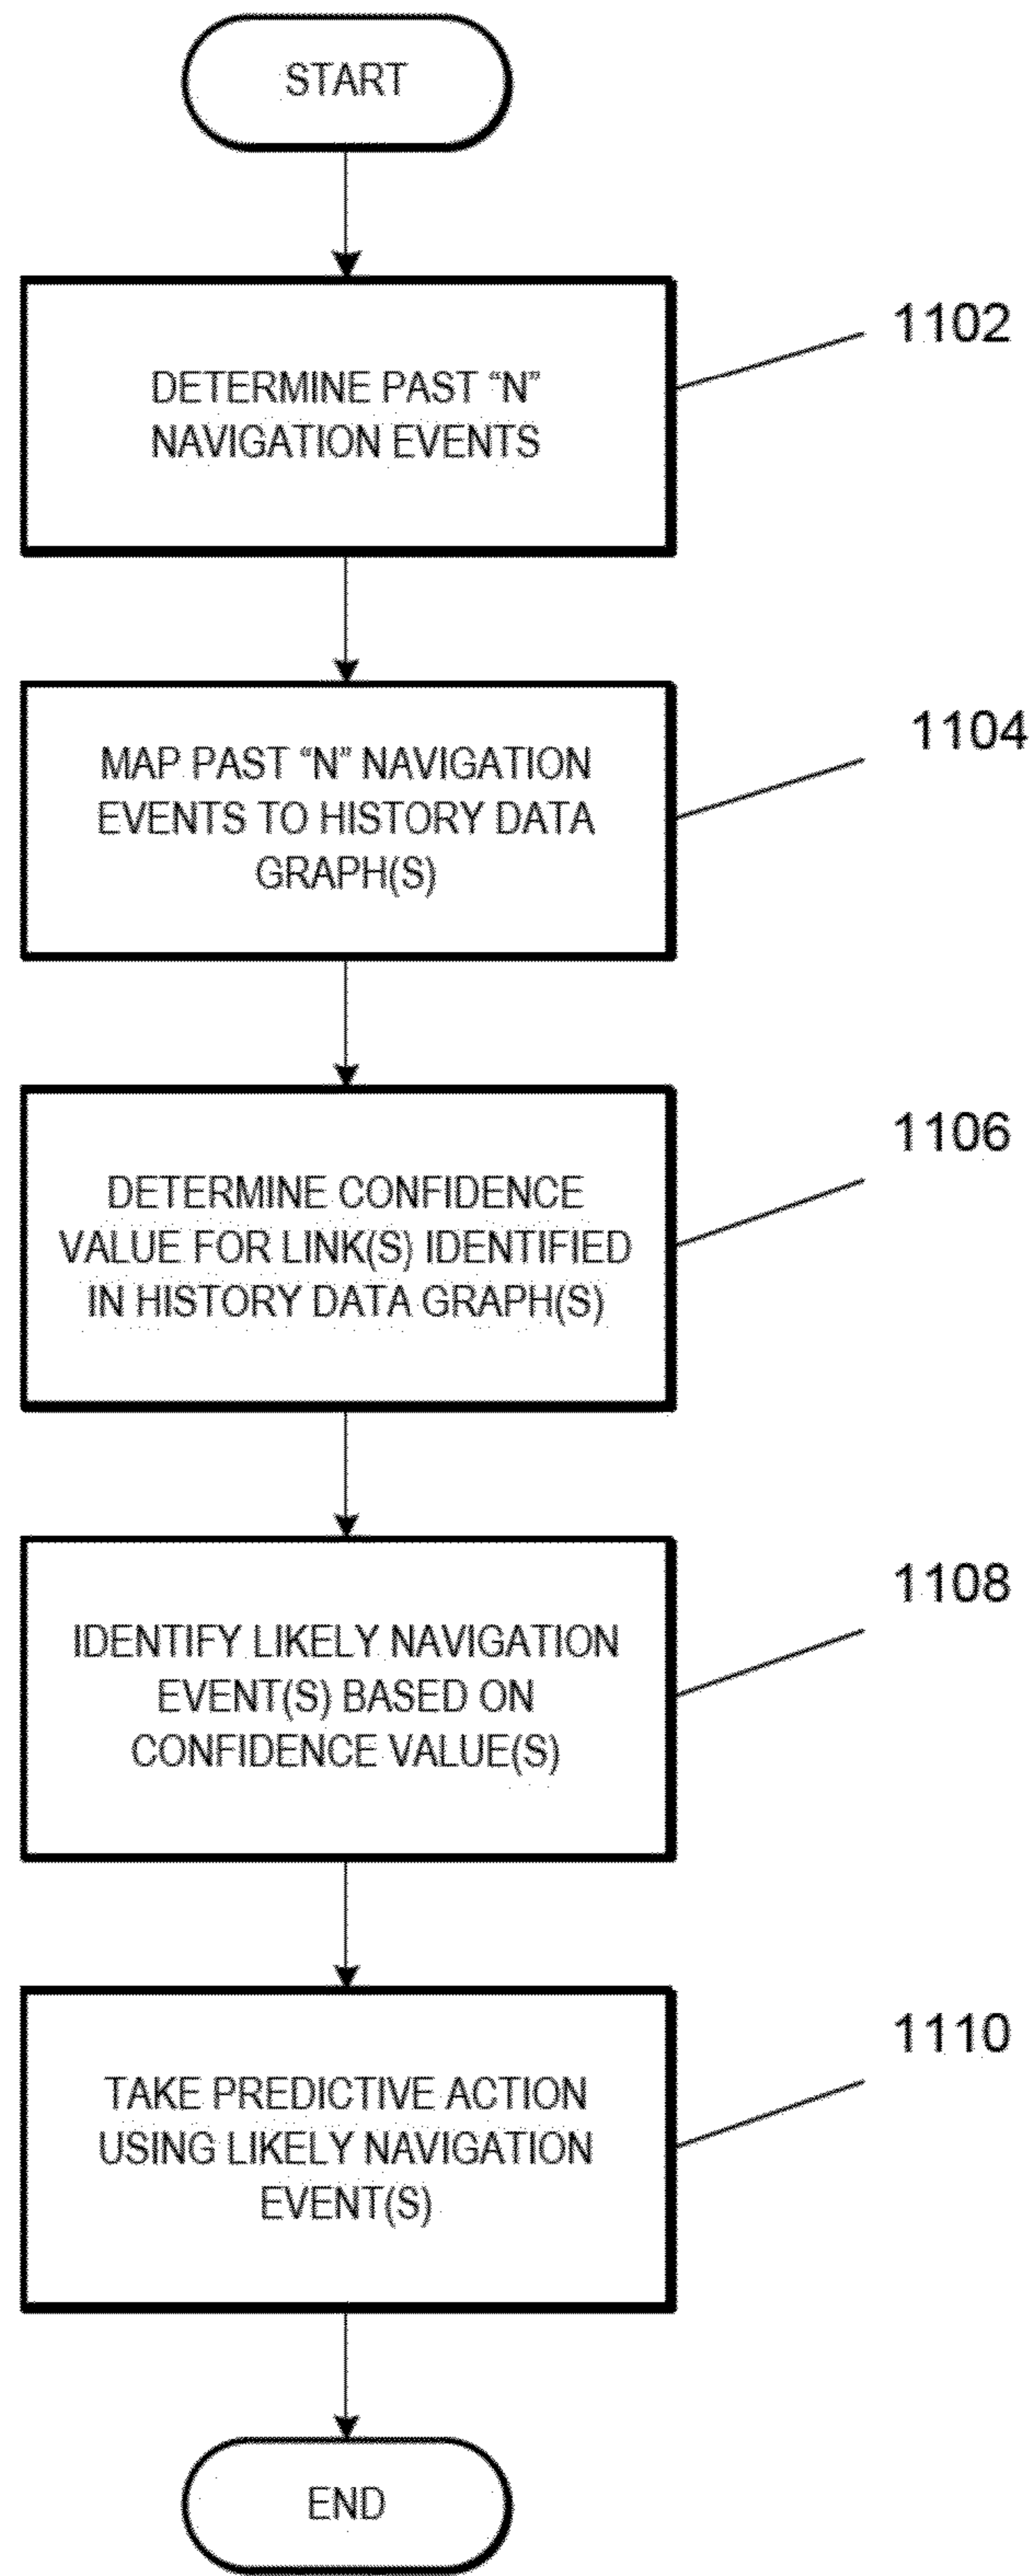 START
DETERMINE PAST “N”
NAVIGATION EVENTS
1102
MAP PAST “N” NAVIGATION
EVENTS TO HISTORY DATA
GRAPH(S)
1104
DETERMINE CONFIDENCE
VALUE FOR LINK(S) IDENTIFIED
IN HISTORY DATA GRAPH(S)
1106
IDENTIFY LIKELY NAVIGATION
EVENT(S) BASED ON
CONFIDENCE VALUE(S)
1108
TAKE PREDICTIVE ACTION
USING LIKELY NAVIGATION
EVENT(S)
1110
END